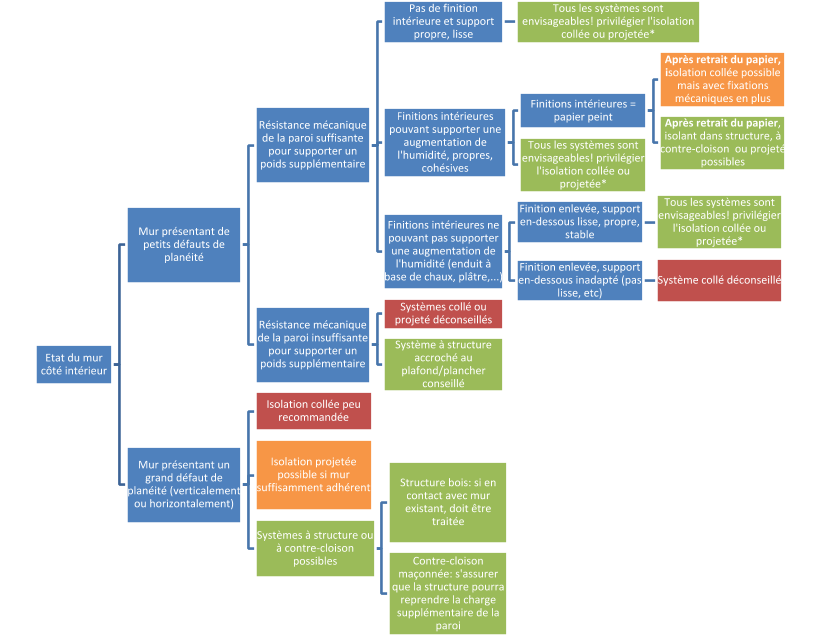 Pas de finition
intérieure et support
propre, lisse
Tous les systèmes sont
envisageables! privilégier l'isolation
collée ou projetée*
Résistance mécanique
de la paroi suffisante
pour supporter un
poids supplémentaire
Finitions intérieures
pouvant supporter une
augmentation de
l'humidité, propres,
cohésives
Finitions intérieures =
papier peint
Après retrait du papier,
isolation collée possible
mais avec fixations
mécaniques en plus
Après retrait du papier,
isolant dans structure, à
contre-cloison ou projeté
possibles
Tous les systèmes sont
envisageables! privilégier
l'isolation collée ou
projetée*
Mur présentant de
petits défauts de
planéité
Finitions intérieures ne
pouvant pas supporter
une augmentation de
l'humidité (enduit à
base de chaux, plâtre,...)
Finition enlevée, support
en-dessous lisse, propre,
stable
Tous les systèmes sont
envisageables! privilégier
l'isolation collée ou
projetée*
Finition enlevée, support
en-dessous inadapté (pas
lisse, etc)
Système collé déconseillé
Résistance mécanique
de la paroi insuffisante
pour supporter un
poids supplémentaire
Systèmes collé ou
projeté déconseillés
Système à structure
accroché au
plafond/plancher
conseillé
Etat du mur
côté intérieur
Mur présentant un
grand défaut de
planéité (verticalement
ou horizontalement)
Isolation collée peu
recommandée
Isolation projetée
possible si mur
suffisamment adhérent
Systèmes à structure ou
à contre-cloison
possibles
Structure bois: si en
contact avec mur
existant, doit être
traitée
Contre-cloison
maçonnée: s'assurer
que la structure pourra
reprendre la charge
supplémentaire de la
paroi